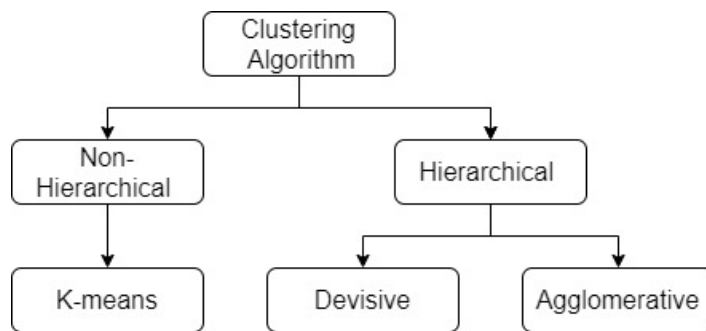 Clustering
Algorithm
Non-
Hierarchical
Hierarchical
K-means
Devisive
Agglomerative